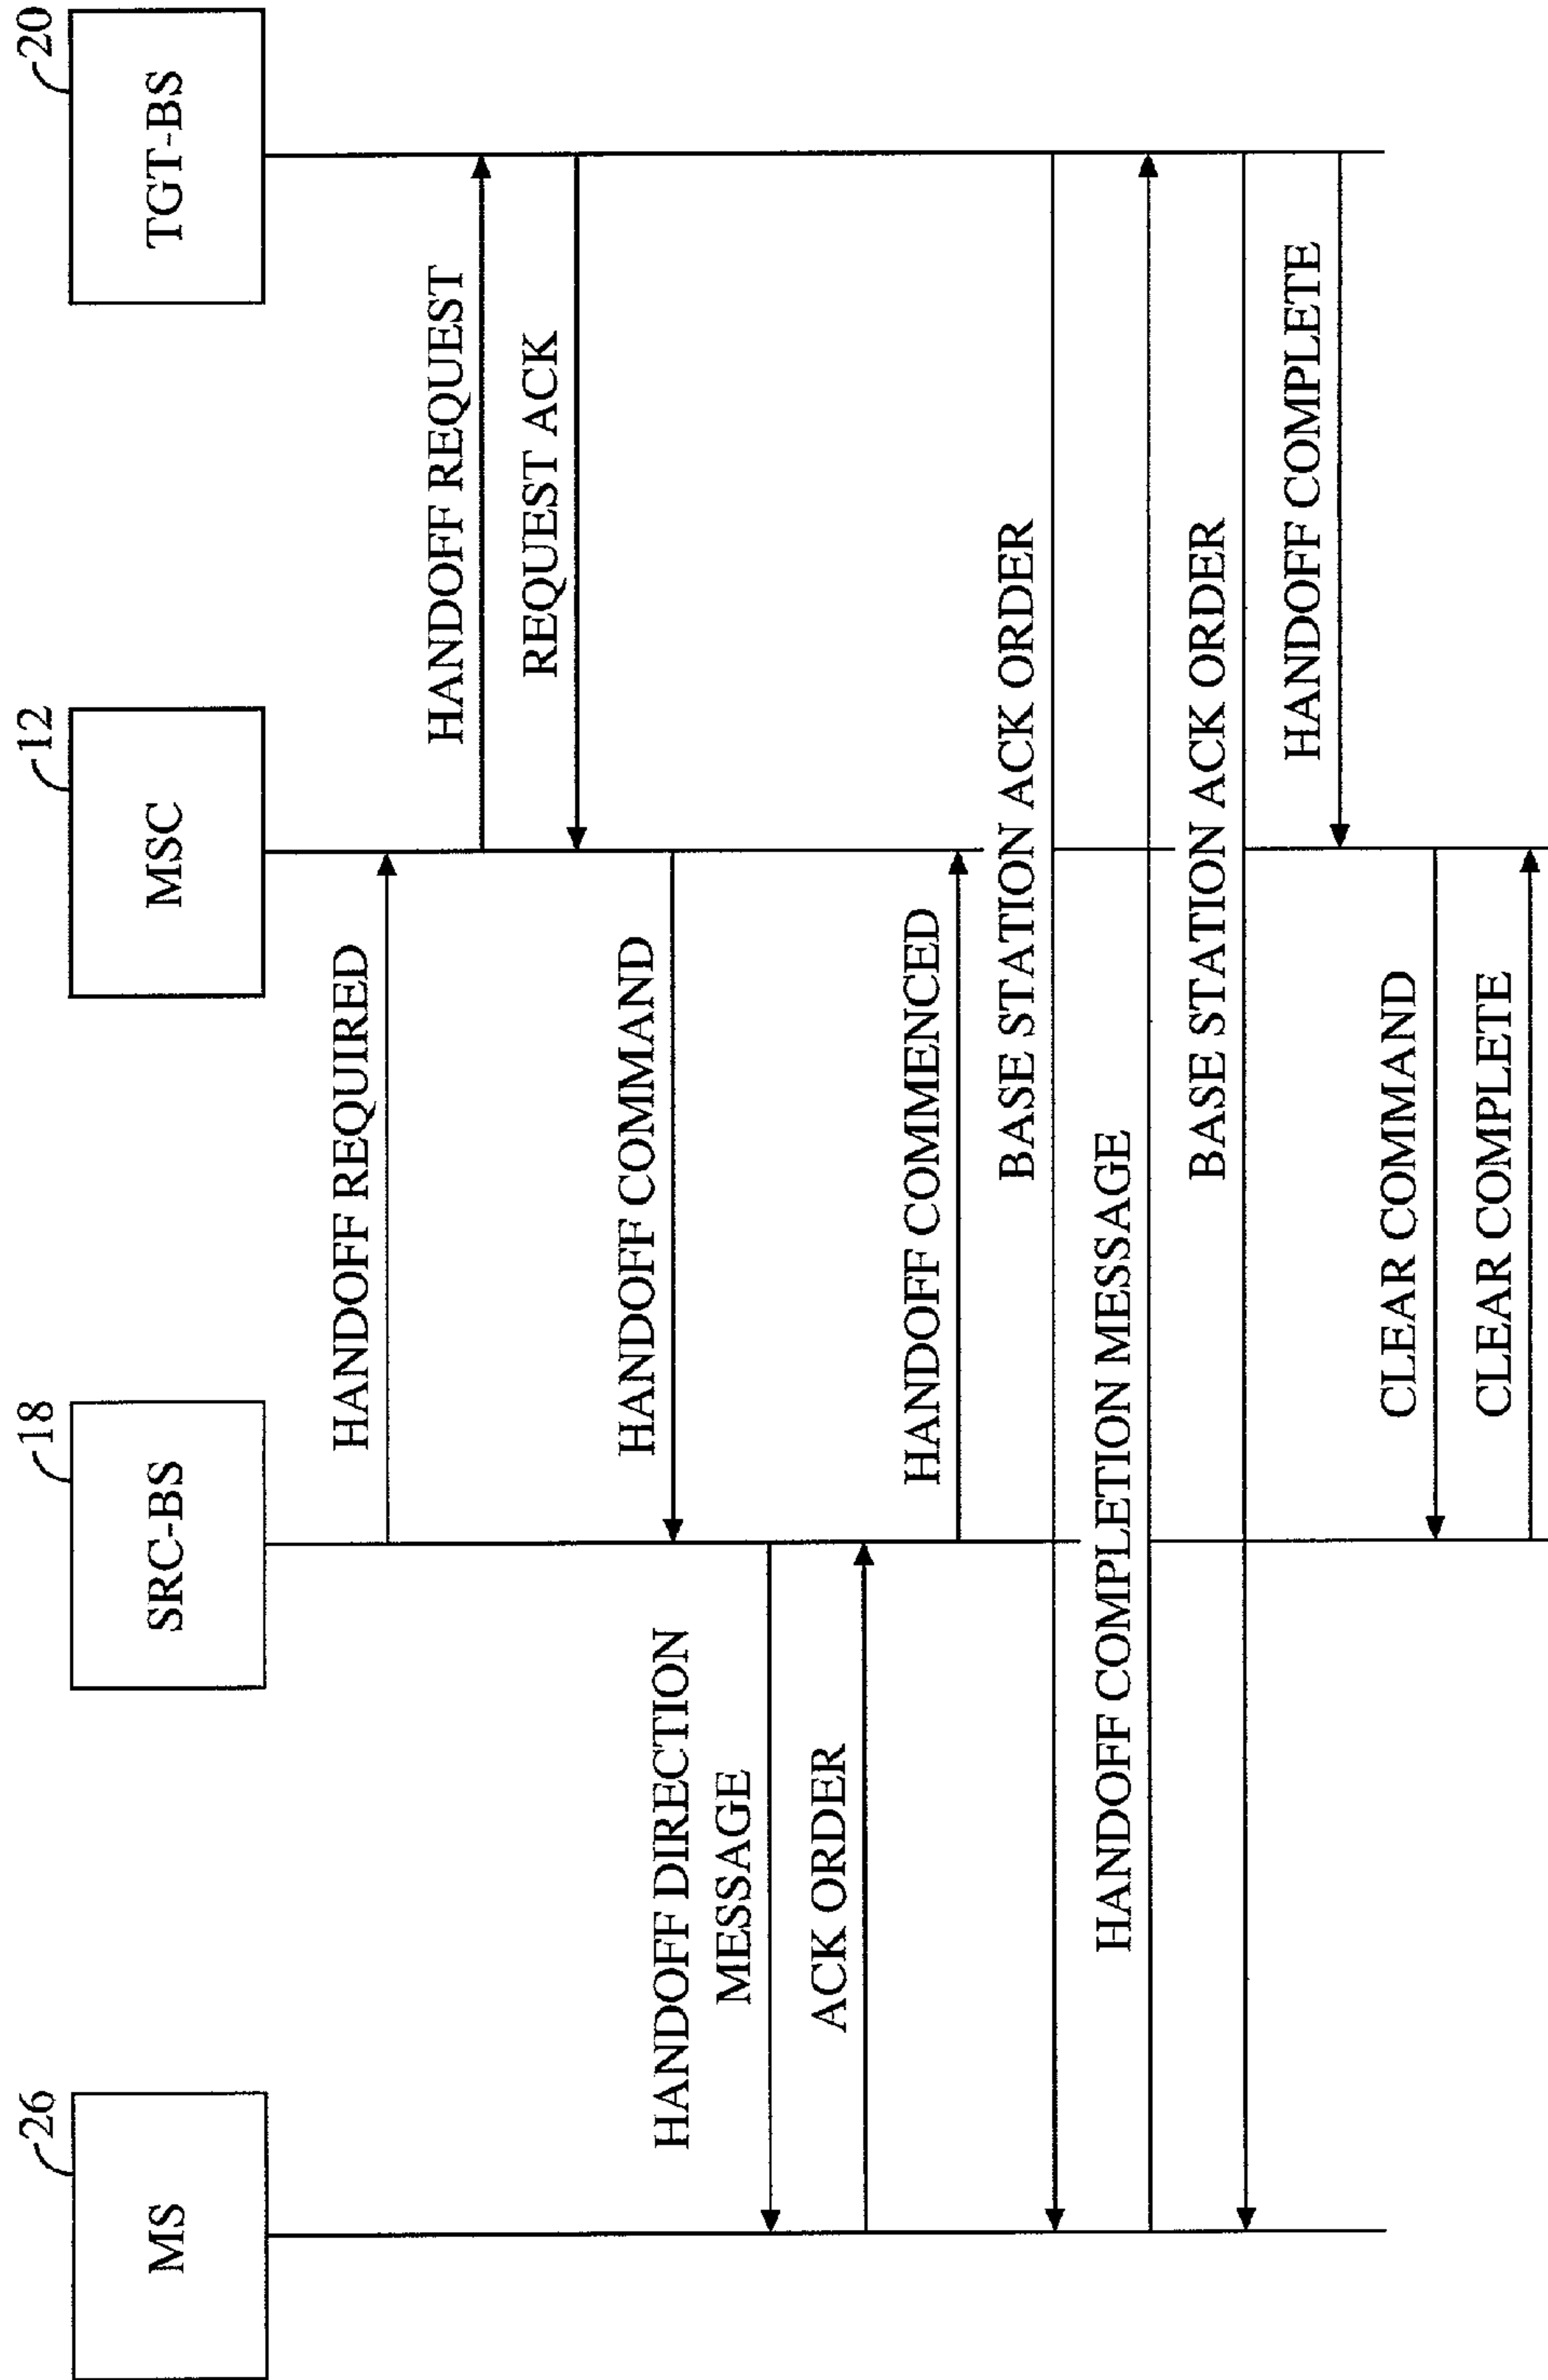 26
18
12
20
MS
SRC-BS
MSC
TGT-BS
HANDOFF REQUIRED
HANDOFF REQUEST
REQUEST ACK
HANDOFF COMMAND
HANDOFF DIRECTION
MESSAGE
ACK ORDER
HANDOFF COMMENCED
BASE STATION ACK ORDER
HANDOFF COMPLETION MESSAGE
BASE STATION ACK ORDER
HANDOFF COMPLETE
CLEAR COMMAND
CLEAR COMPLETE